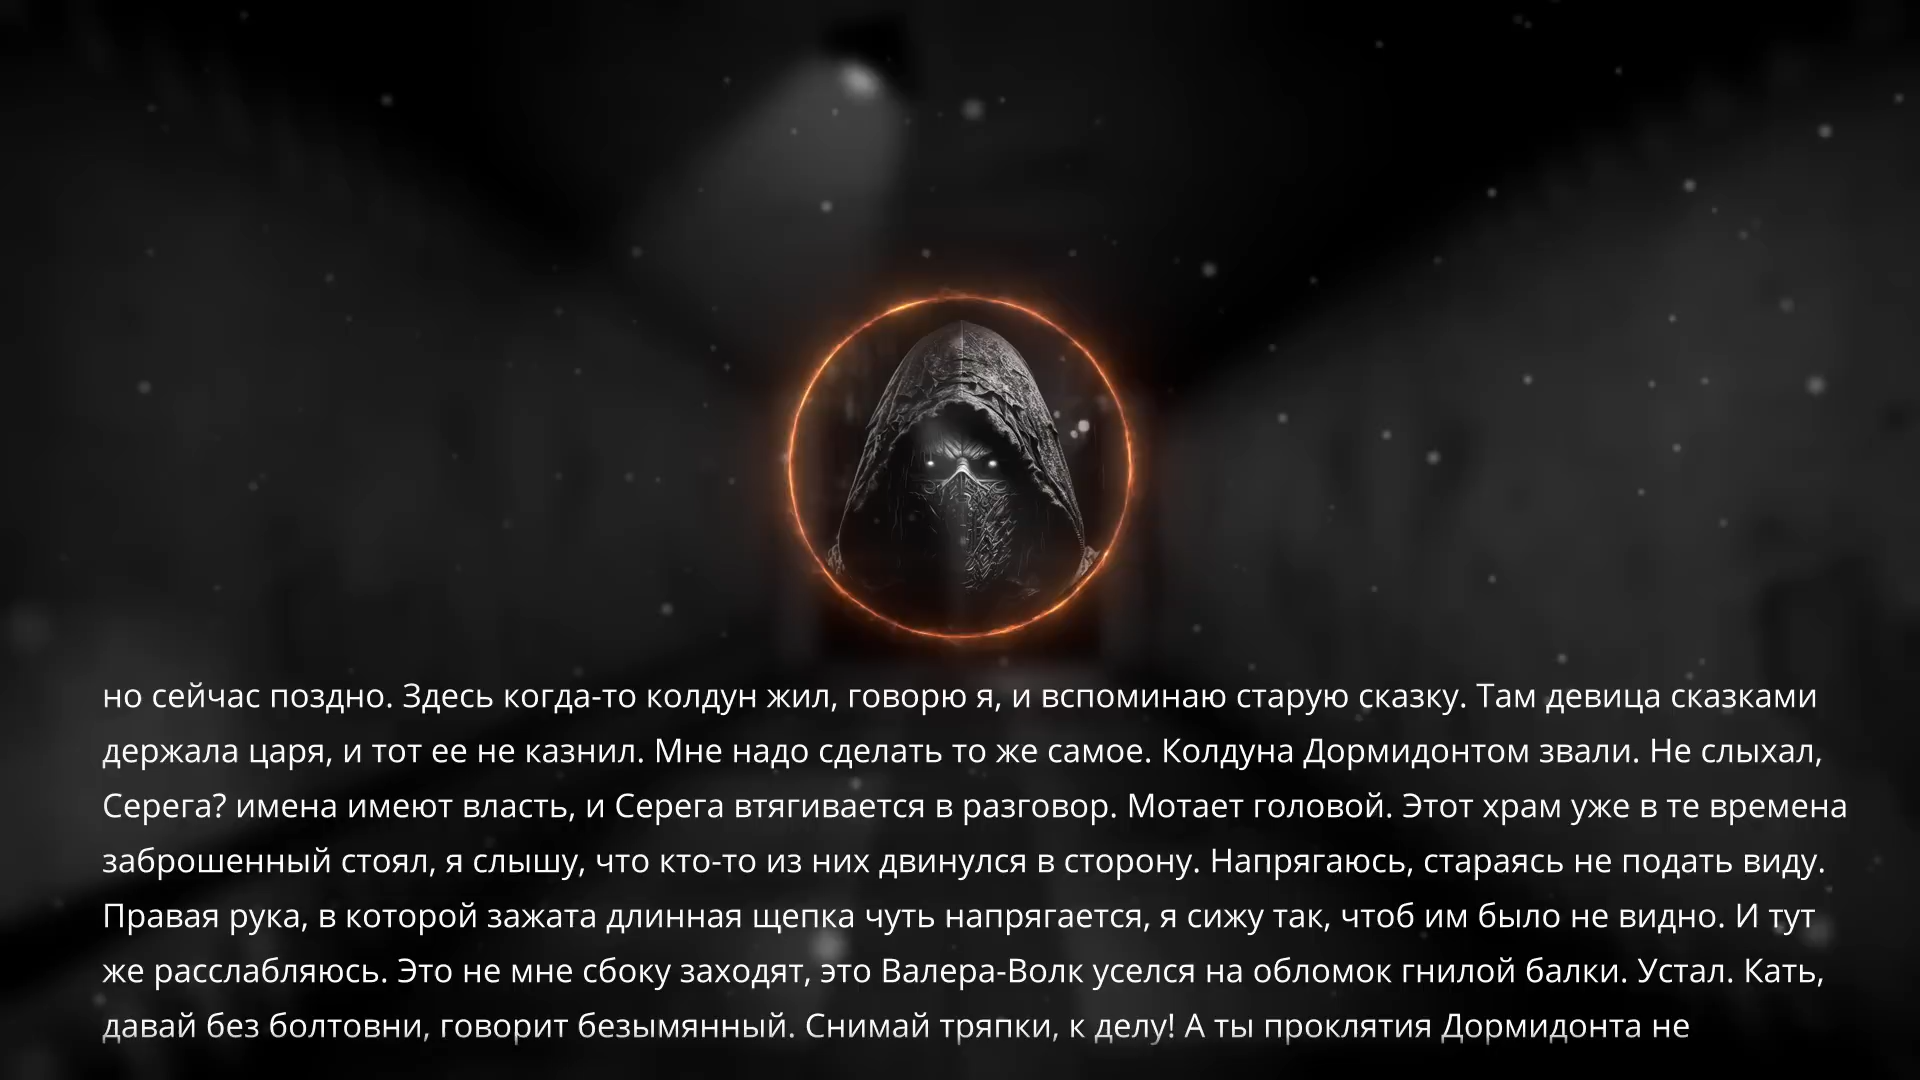 но сейчас поздно. Здесь когда-то колдун жил, говорю я, и вспоминаю старую сказку. Там девица сказками
держала царя, и тот ее не казнил. Мне надо сделать то же самое. Колдуна Дормидонтом звали. Не слыхал,
Серега? имена имеют власть, и Серега втягивается в разговор. Мотает головой. Этот храм уже в те времена
заброшенный стоял, я слышу, что кто-то из них двинулся в сторону. Напрягаюсь, стараясь не подать виду.
Правая рука, в которой зажата длинная щепка чуть напрягается, я сижу так, чтоб им было не видно. И тут
же расслабляюсь. Это не мне сбоку заходят, это Валера-Волк уселся на обломок гнилой балки. Устал. Кать,
давай без болтовни, говорит безымянный. Снимай тряпки, к делу! А ты проклятия Дормидонта не